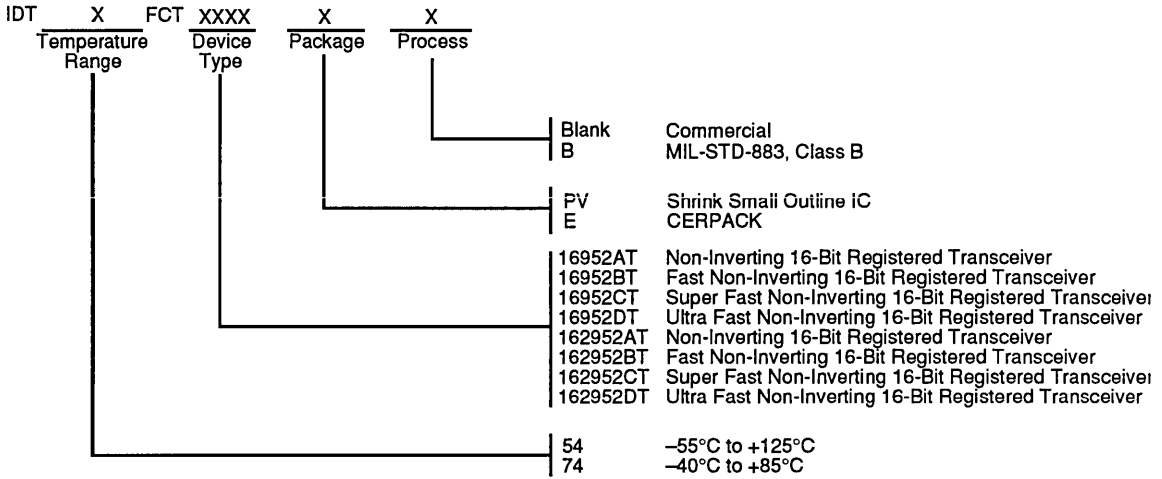 IDT X FCT XXXX X X
Temperature Device Package Process
Range Type
Blank Commercial
B MIL-STD-883, Class B
PV Shrink Small Outline IC
E CERPACK
16952AT Non-Inverting 16-Bit Registered Transceiver
16952BT Fast Non-Inverting 16-Bit Registered Transceiver
16952CT Super Fast Non-Inverting 16-Bit Registered Transceiver
16952DT Ultra Fast Non-Inverting 16-Bit Registered Transceiver
162952AT Non-Inverting 16-Bit Registered Transceiver
162952BT Fast Non-Inverting 16-Bit Registered Transceiver
162952CT Super Fast Non-Inverting 16-Bit Registered Transceiver
162952DT Ultra Fast Non-Inverting 16-Bit Registered Transceiver
54 –55°C to +125°C
74 –40°C to +85°C